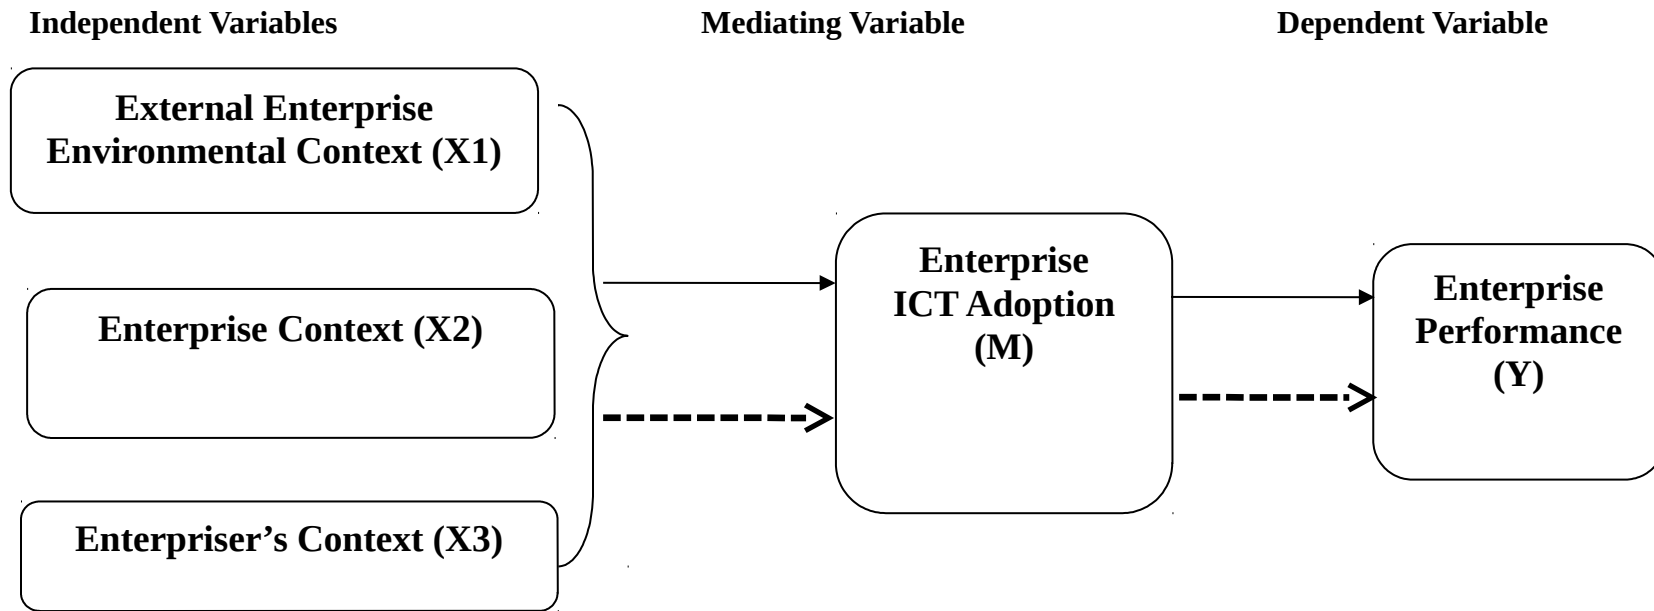 Independent Variables
Mediating Variable
Dependent Variable
External Enterprise
Environmental Context (X1)
Enterprise Context (X2)
Enterpriser’s Context (X3)
Enterprise
ICT Adoption
(M)
Enterprise
Performance
(Y)